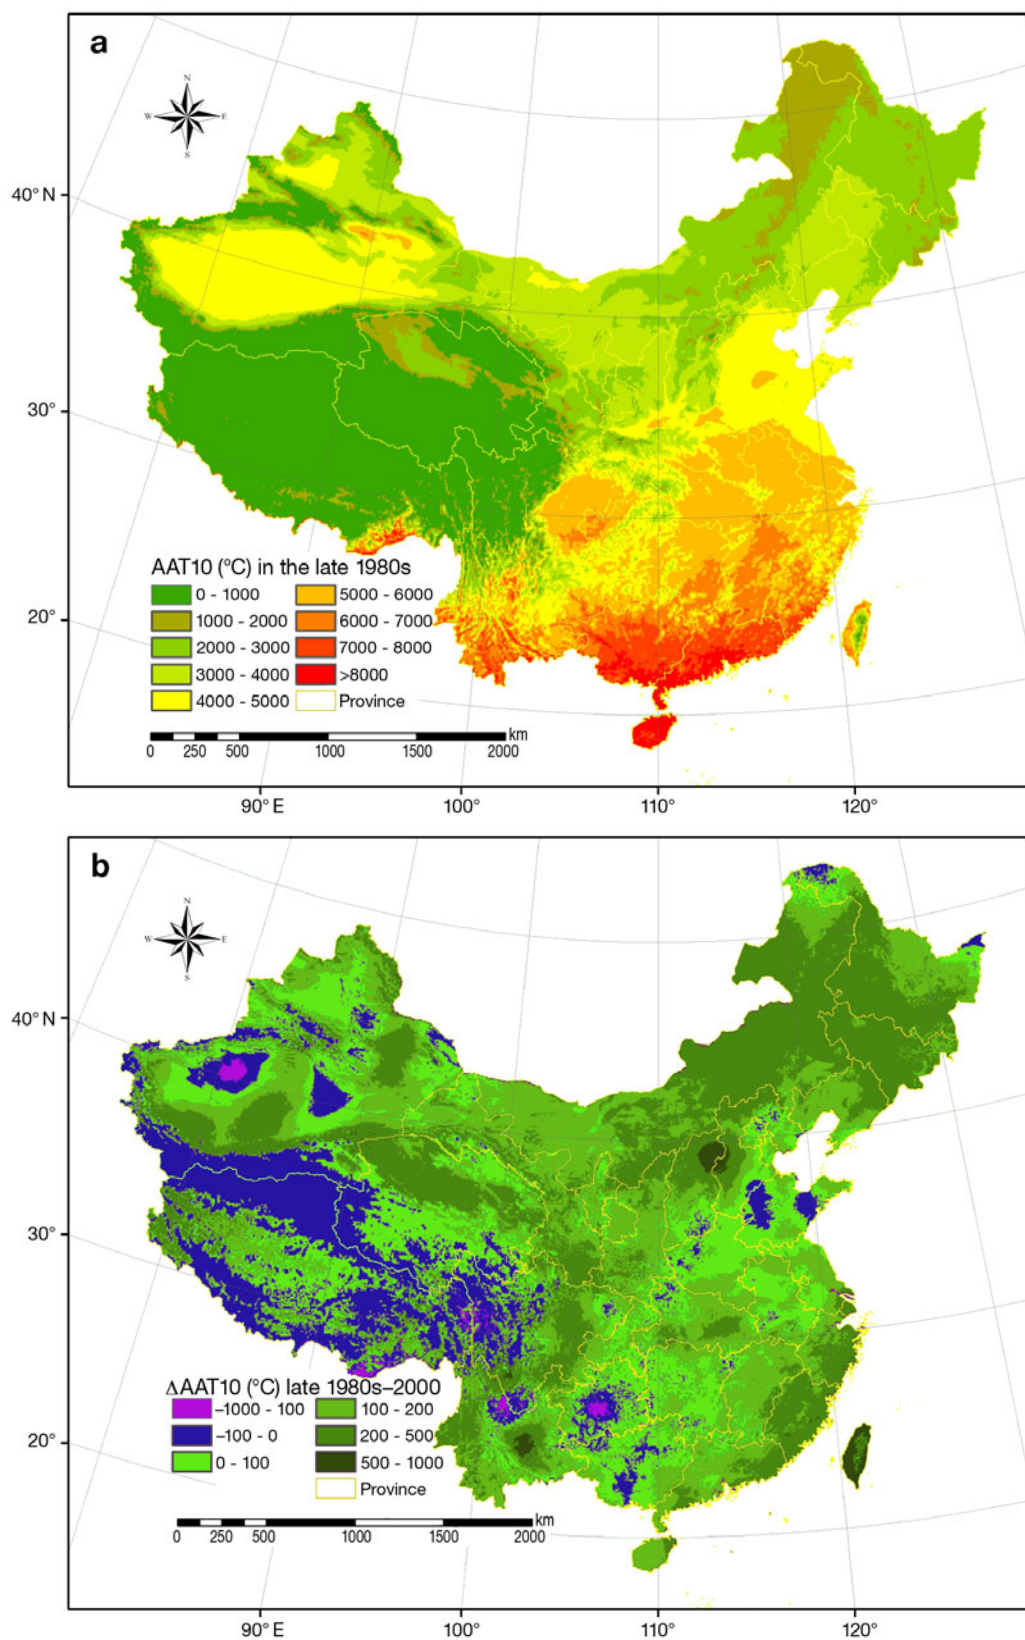 a
N
W E
S
40° N
30°
20°
AAT10 (°C) in the late 1980s
0 - 1000
5000 - 6000
1000 - 2000
6000 - 7000
2000 - 3000
7000 - 8000
3000 - 4000
>8000
4000 - 5000
Province
km
0 250 500 1000 1500 2000
90° E 100° 110° 120°
b
N
W E
S
40° N
30°
20°
ΔAAT10 (°C) late 1980s–2000
–1000 - 100
100 - 200
–100 - 0
200 - 500
0 - 100
500 - 1000
Province
km
0 250 500 1000 1500 2000
90° E 100° 110° 120°